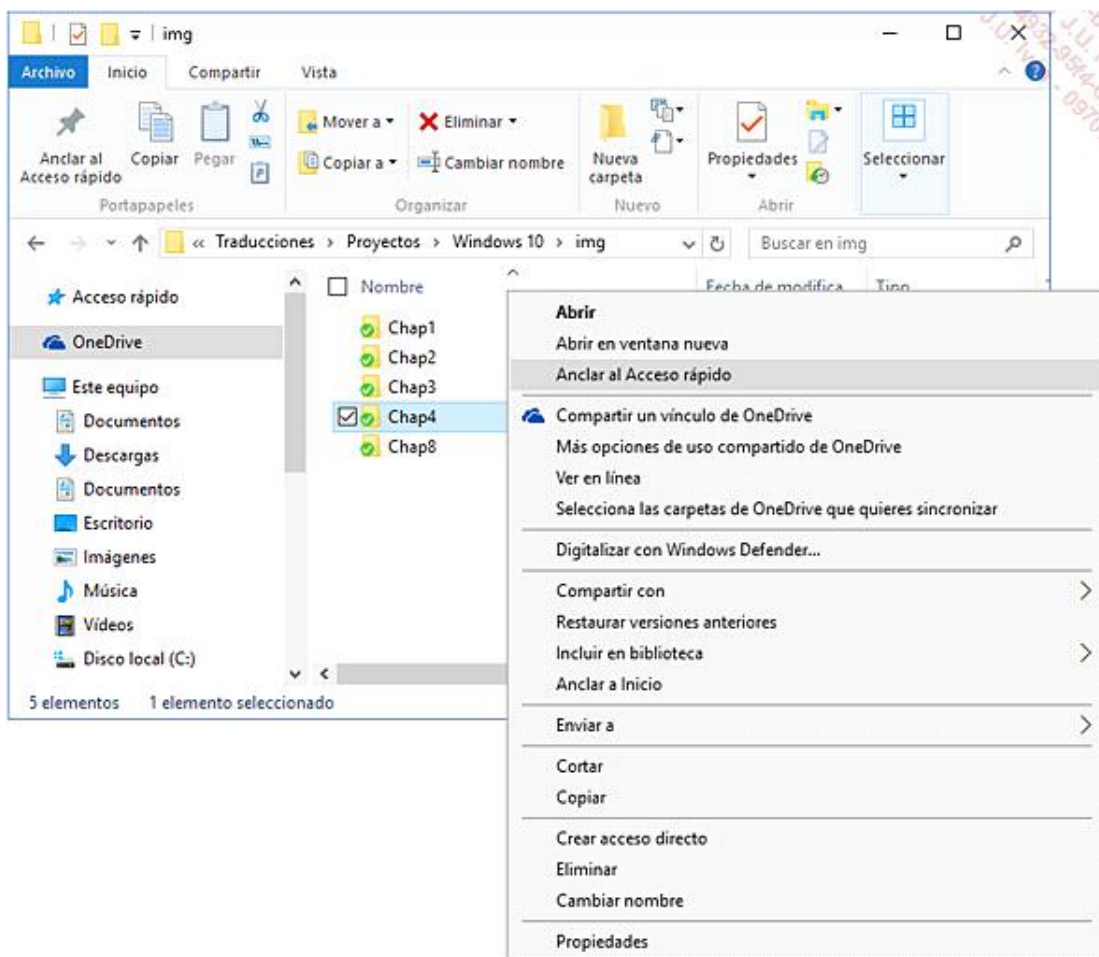 img
Archivo Inicio Compartir Vista
Anclar al Acceso rápido
Copiar
Pegar
Mover a
Copiar a
Eliminar
Cambiar nombre
Nueva carpeta
Propiedades
Seleccionar
Portapapeles Organizar Nuevo Abrir
« Traducciones > Proyectos > Windows 10 > img
Buscar en img
Acceso rápido
OneDrive
Este equipo
Documentos
Descargas
Documentos
Escritorio
Imágenes
Música
Vídeos
Disco local (C:)
Nombre Fecha de modifica Tipo
Chap1
Chap2
Chap3
Chap4
Chap8
5 elementos 1 elemento seleccionado
Abrir
Abrir en ventana nueva
Anclar al Acceso rápido
Compartir un vínculo de OneDrive
Más opciones de uso compartido de OneDrive
Ver en línea
Selecciona las carpetas de OneDrive que quieres sincronizar
Digitalizar con Windows Defender...
Compartir con
Restaurar versiones anteriores
Incluir en biblioteca
Anclar a Inicio
Enviar a
Cortar
Copiar
Crear acceso directo
Eliminar
Cambiar nombre
Propiedades